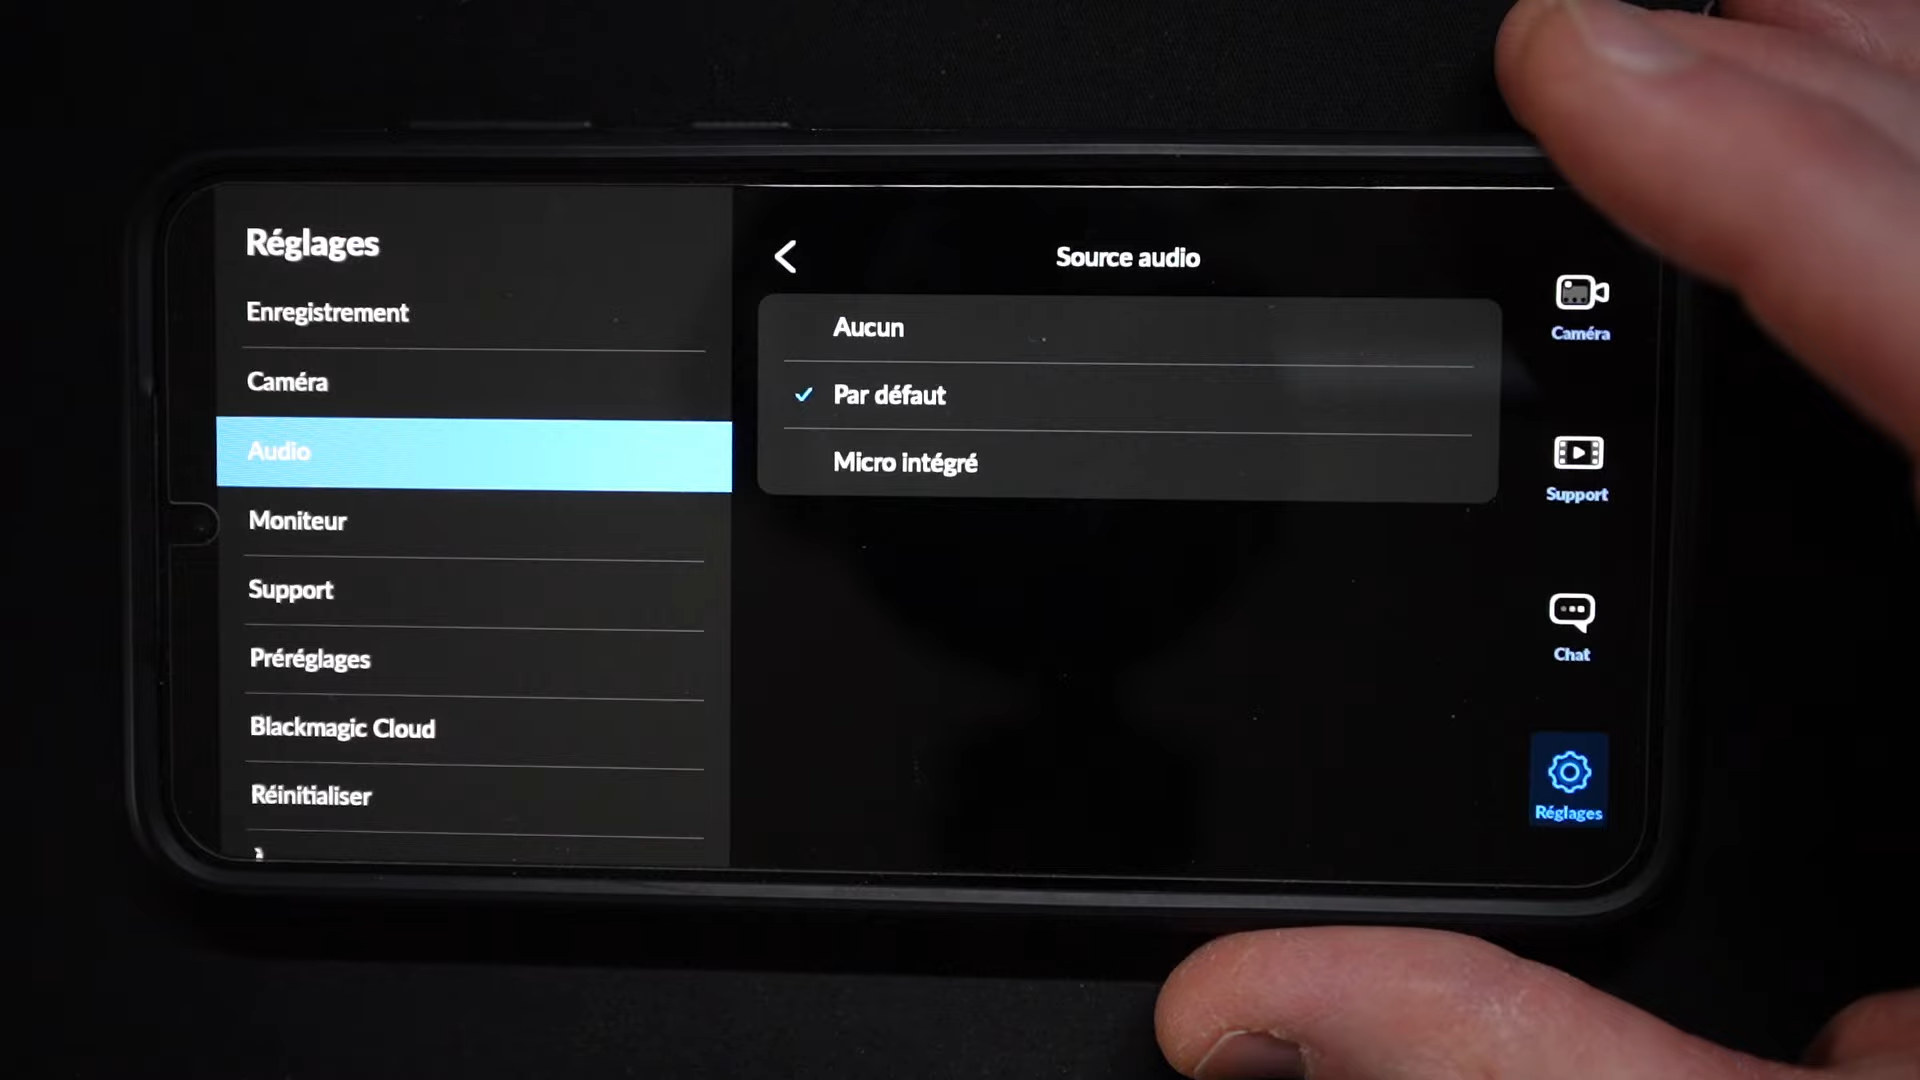 Réglages
Enregistrement
Caméra
Audio
Moniteur
Support
Préréglages
Blackmagic Cloud
Réinitialiser
Source audio
Aucun
Par défaut
Micro intégré
Caméra
Support
Chat
Réglages